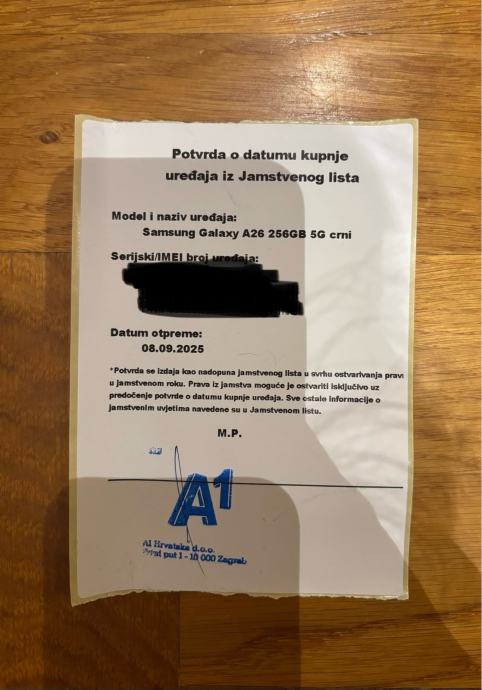 Potvrda o datumu kupnje
uređaja iz Jamstvenog lista
Model i naziv uređaja:
Samsung Galaxy A26 256GB 5G crni
Serijski/IMEI broj uređaja:
Datum otpreme:
08.09.2025
*Potvrda se izdaja kao nadopuna jamstvenog lista u svrhu ostvarivanja prava
u jamstvenom roku. Prava iz jamstva moguće je ostvariti isključivo uz
predočenje potvrde o datumu kupnje uređaja. Sve ostale informacije o
jamstvenim uvjetima navedene su u Jamstvenom listu.
M.P.
A1
A1 Hrvatska d.o.o.
Vrtni put 1 - 10 000 Zagreb